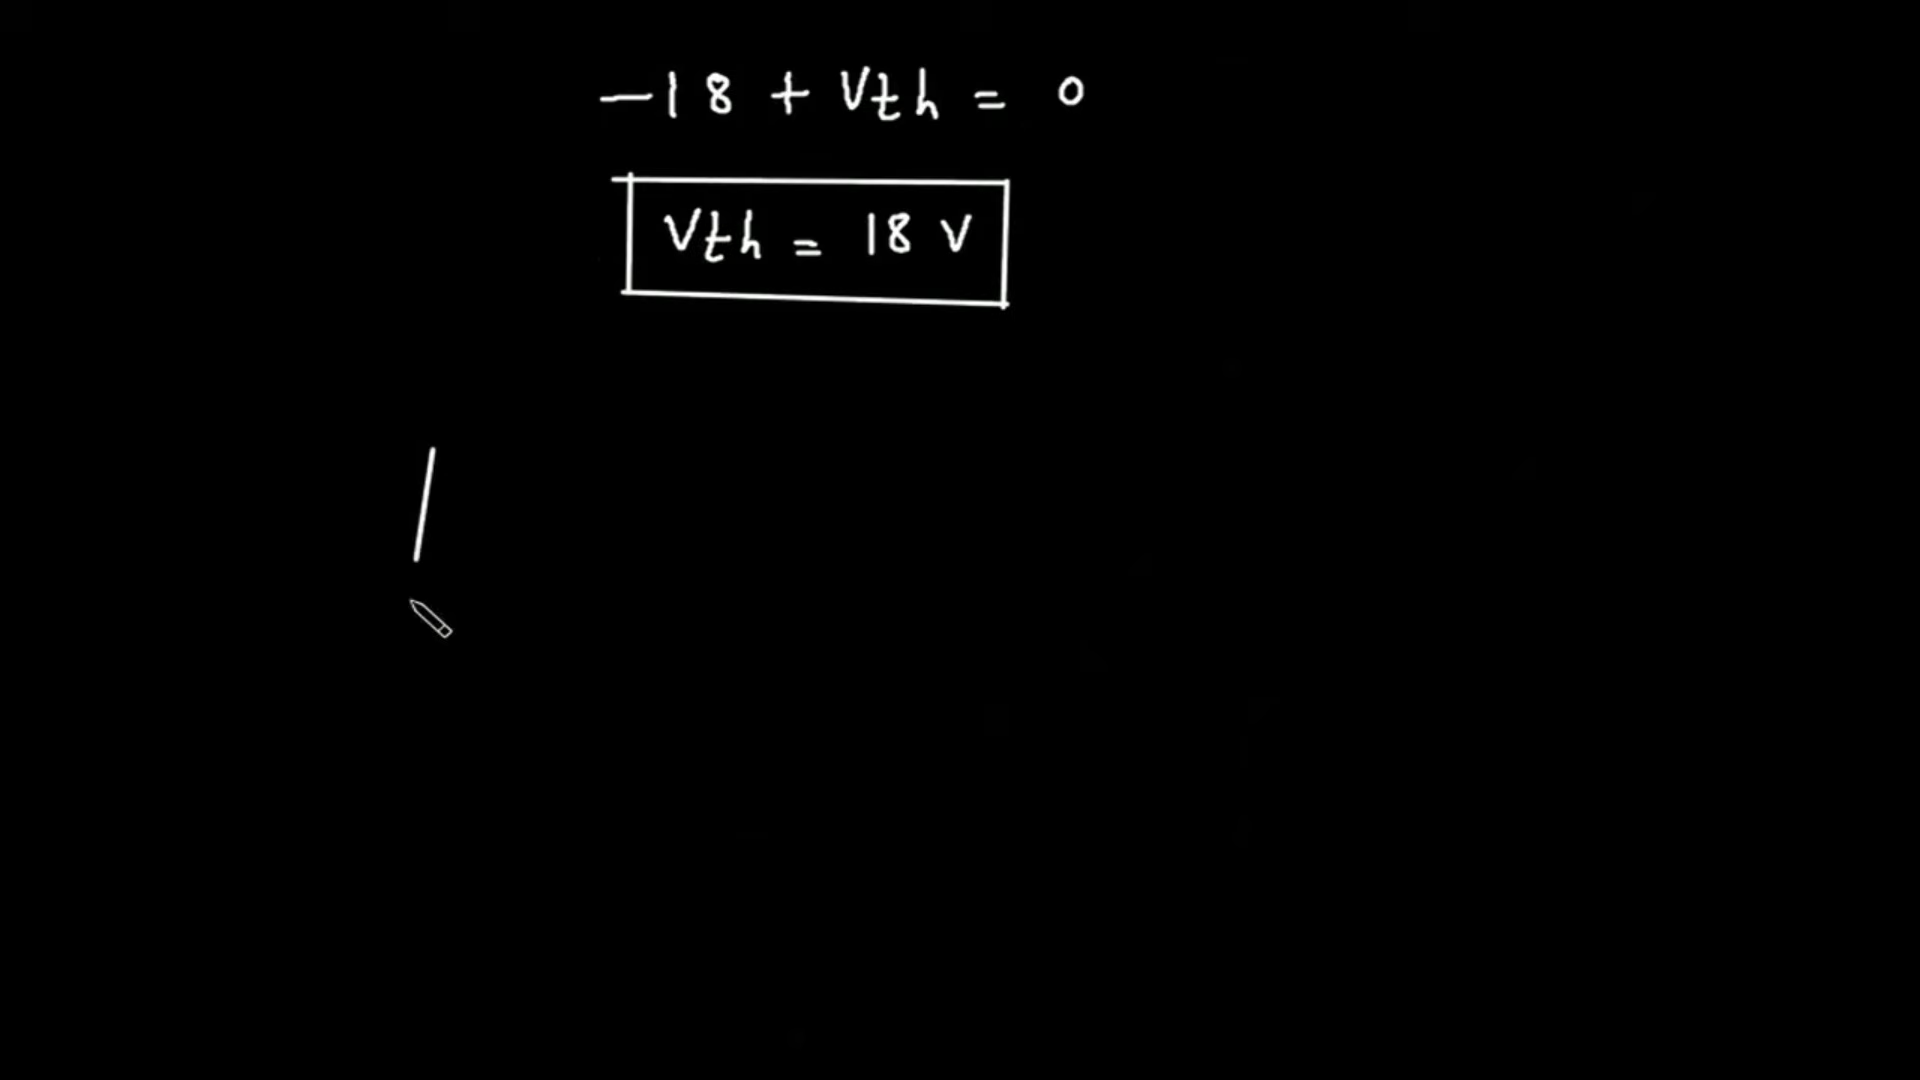 -18 + Vth = 0
Vth = 18 V